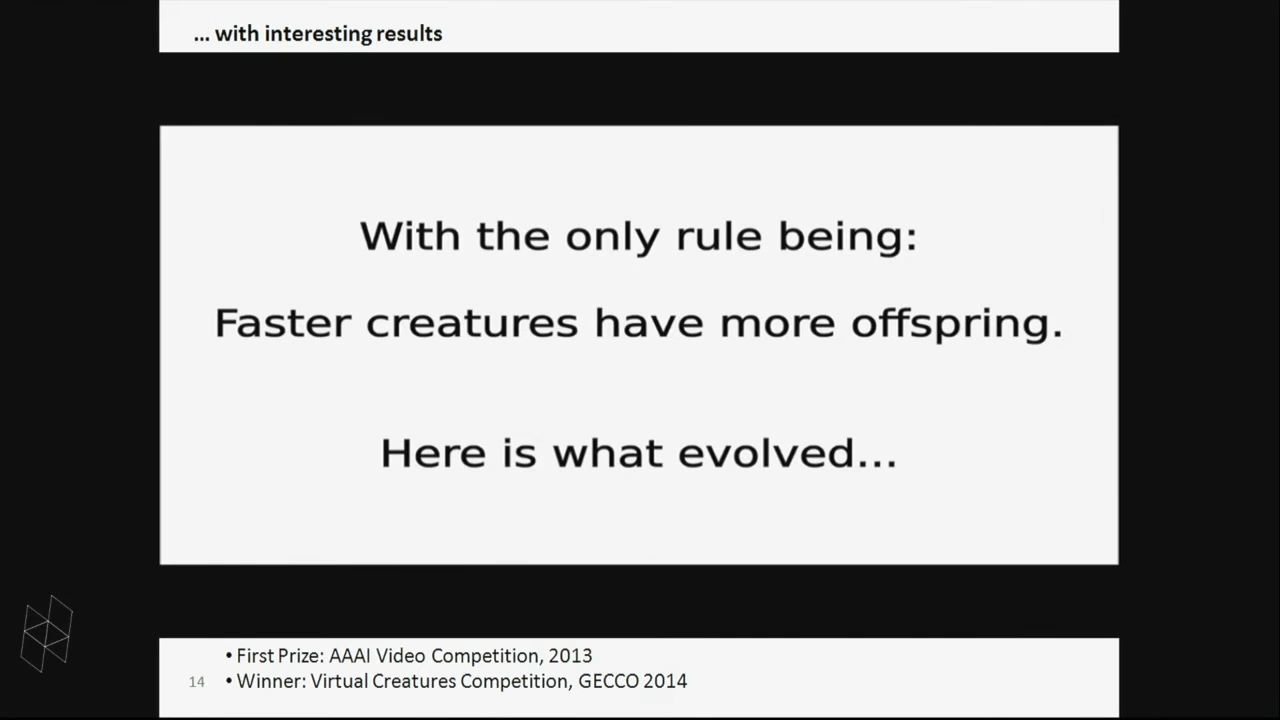 ... with interesting results
With the only rule being:
Faster creatures have more offspring.
Here is what evolved...
• First Prize: AAAI Video Competition, 2013
14 • Winner: Virtual Creatures Competition, GECCO 2014